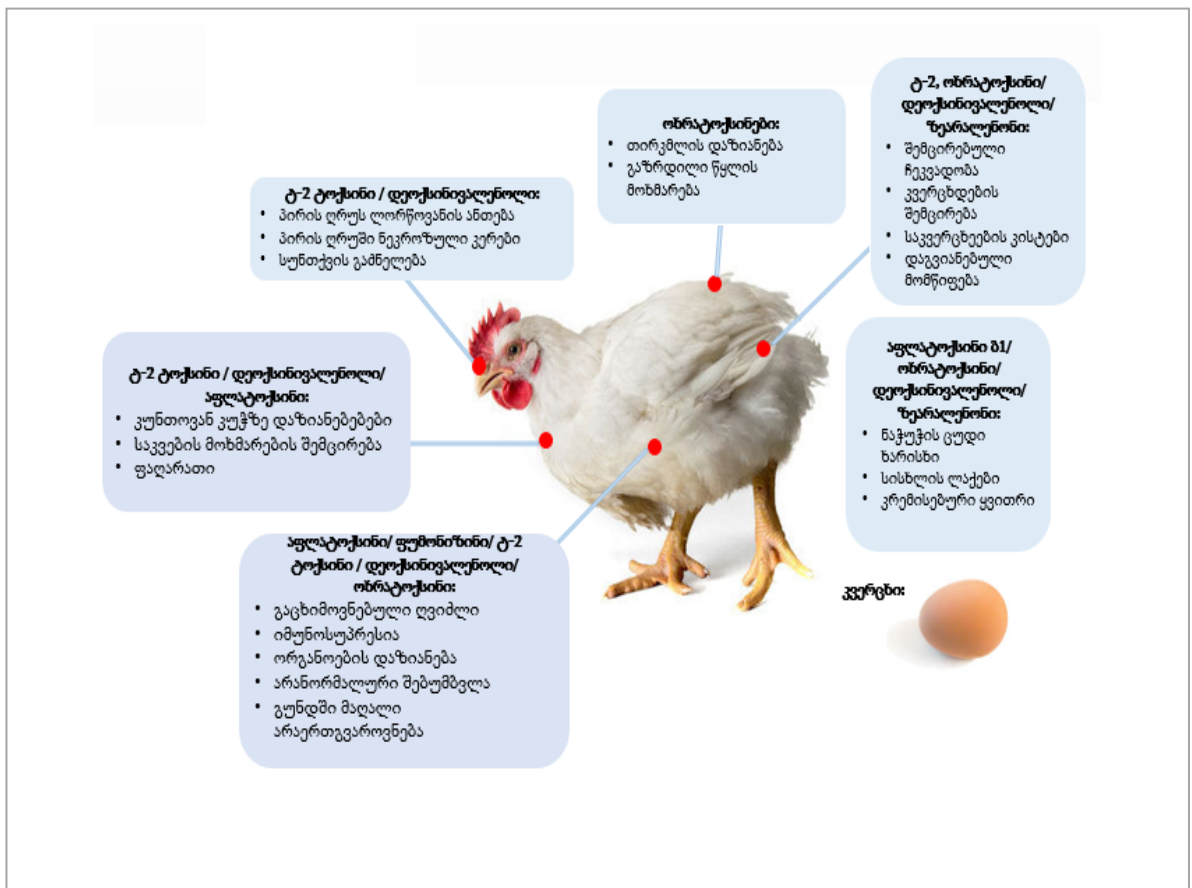 ტ-2, ოხრატოქსინი/
დეოქსინივალენოლი/
ზეარალენონი:
• შემცირებული
ჩეკვადობა
• კვერცხდების
შემცირება
• საკვერცხეების კისტები
• დაგვიანებული
მომწიფება
ოხრატოქსინები:
• თირკმლის დაზიანება
• გაზრდილი წყლის
მოხმარება
ტ-2 ტოქსინი / დეოქსინივალენოლი:
• პირის ღრუს ლორწოვანის ანთება
• პირის ღრუში ნეკროზული კერები
• სუნთქვის გაძნელება
ტ-2 ტოქსინი / დეოქსინივალენოლი/
აფლატოქსინი:
• კუნთოვან კუჭზე დაზიანებებები
• საკვების მოხმარების შემცირება
• ფაღარათი
აფლატოქსინი ბ1/
ოხრატოქსინი/
დეოქსინივალენოლი/
ზეარალენონი:
• ნაჭუჭის ცუდი
ხარისხი
• სისხლის ლაქები
• კრემისებური ყვითრი
აფლატოქსინი/ ფუმონიზინი/ ტ-2
ტოქსინი / დეოქსინივალენოლი/
ოხრატოქსინი:
• გაცხიმოვნებული ღვიძლი
• იმუნოსუპრესია
• ორგანოების დაზიანება
• არანორმალური შებუმბვლა
• გუნდში მაღალი
არაერთგვაროვნება
კვერცხი: